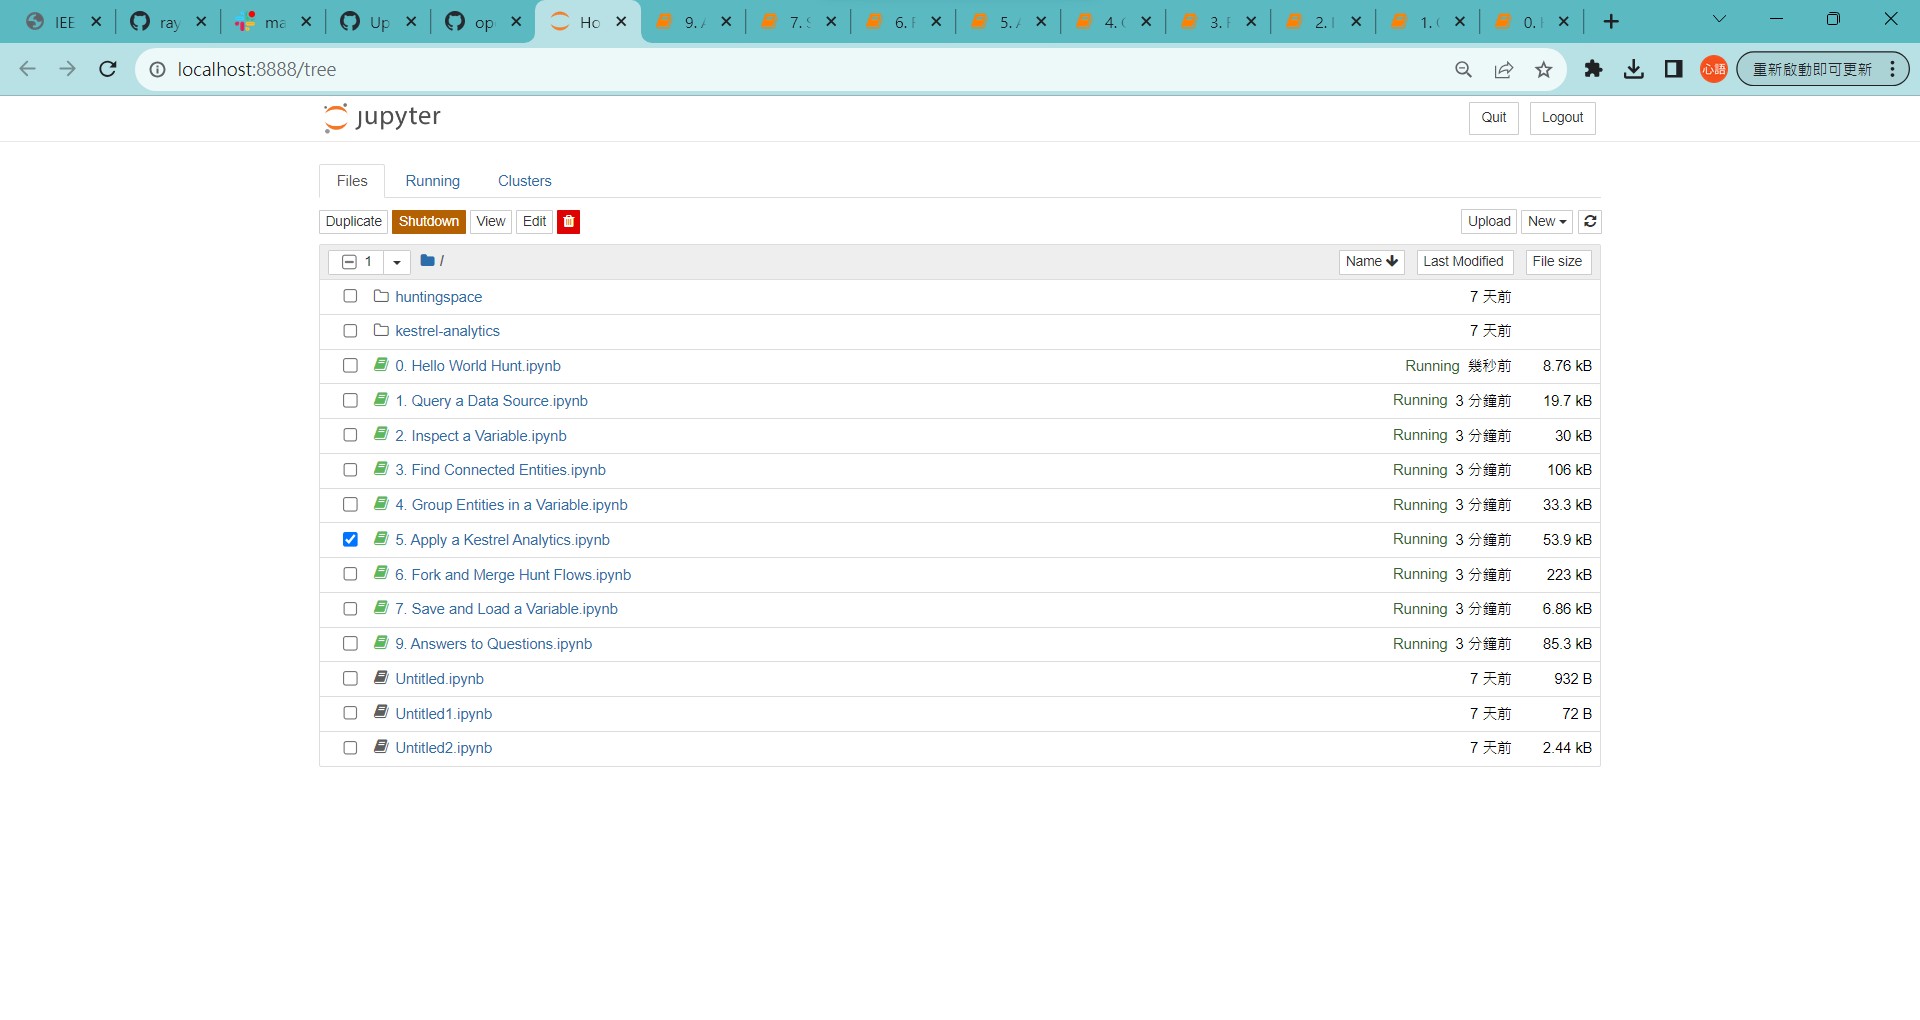 IEE ray ma Up op Ho 9. 7. 6. 5. 4. 3. 2. 1. 0.
localhost:8888/tree 心語 重新啟動即可更新
jupyter Quit Logout
Files Running Clusters
Duplicate Shutdown View Edit Upload New
1 / Name Last Modified File size
huntingspace 7 天前
kestrel-analytics 7 天前
0. Hello World Hunt.ipynb Running 幾秒前 8.76 kB
1. Query a Data Source.ipynb Running 3 分鐘前 19.7 kB
2. Inspect a Variable.ipynb Running 3 分鐘前 30 kB
3. Find Connected Entities.ipynb Running 3 分鐘前 106 kB
4. Group Entities in a Variable.ipynb Running 3 分鐘前 33.3 kB
5. Apply a Kestrel Analytics.ipynb Running 3 分鐘前 53.9 kB
6. Fork and Merge Hunt Flows.ipynb Running 3 分鐘前 223 kB
7. Save and Load a Variable.ipynb Running 3 分鐘前 6.86 kB
9. Answers to Questions.ipynb Running 3 分鐘前 85.3 kB
Untitled.ipynb 7 天前 932 B
Untitled1.ipynb 7 天前 72 B
Untitled2.ipynb 7 天前 2.44 kB